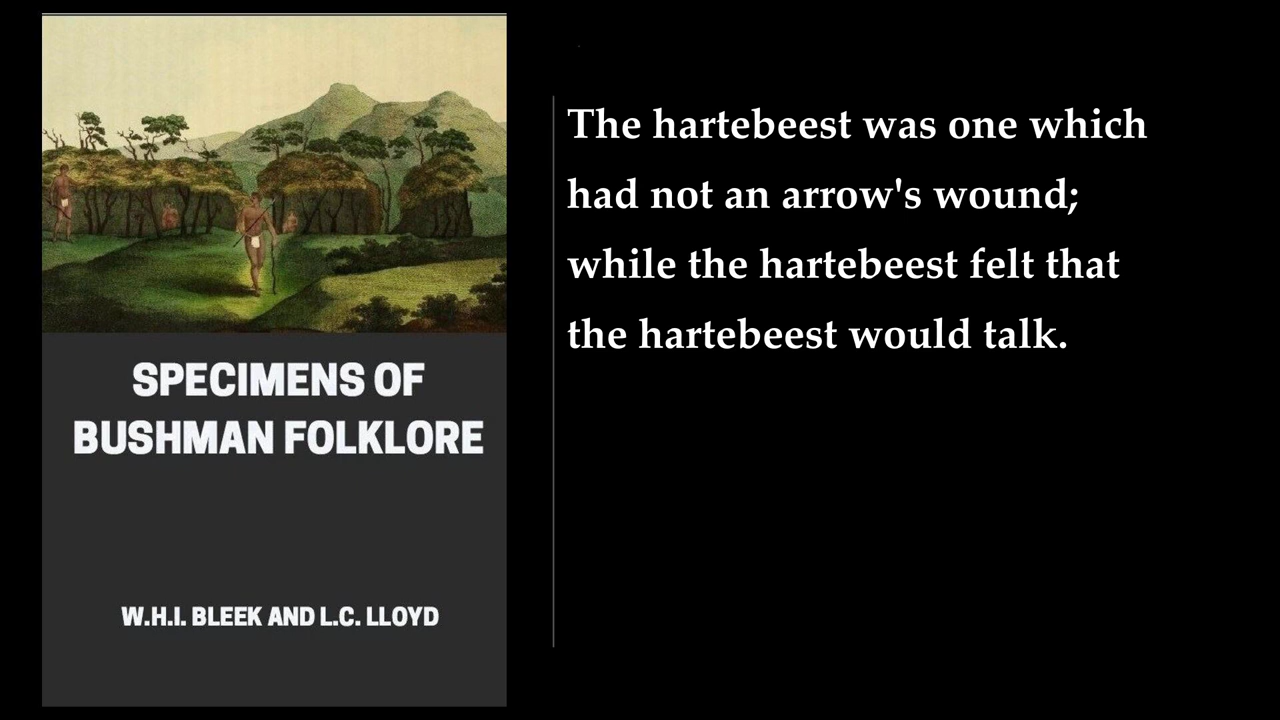 SPECIMENS OF
BUSHMAN FOLKLORE
W.H.I. BLEEK AND L.C. LLOYD
The hartebeest was one which
had not an arrow's wound;
while the hartebeest felt that
the hartebeest would talk.